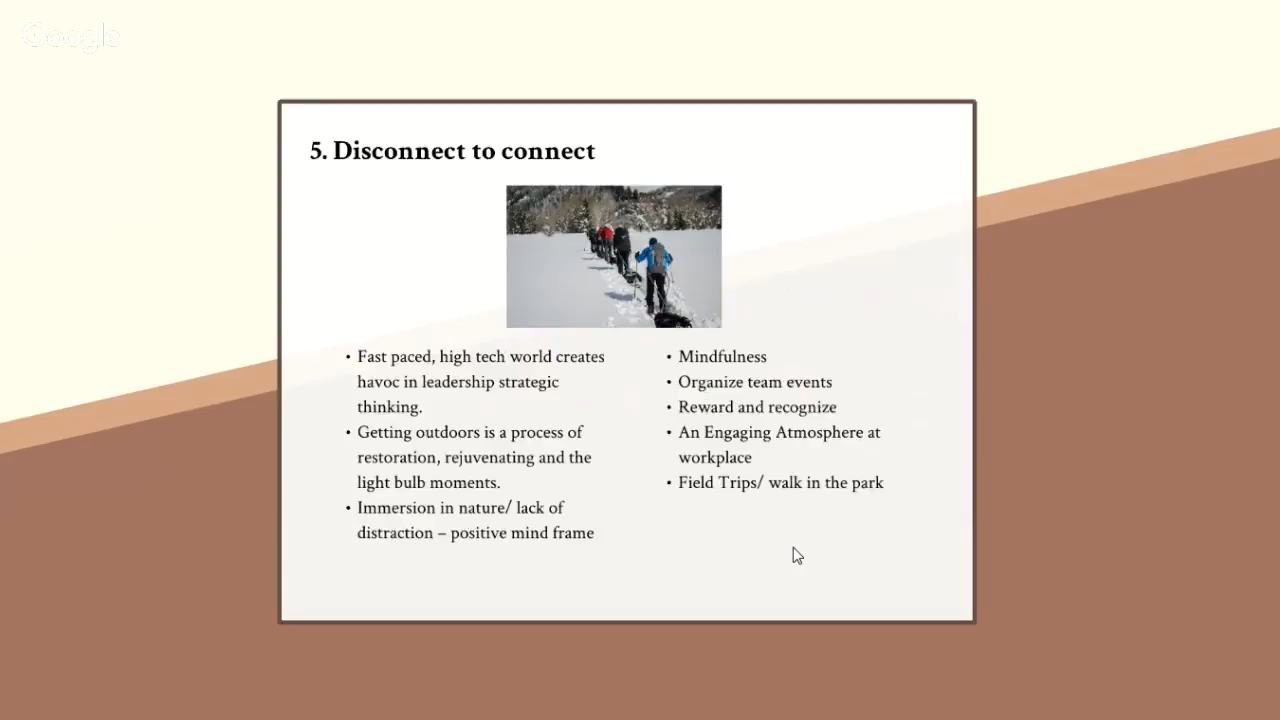 Google
5. Disconnect to connect
• Fast paced, high tech world creates
havoc in leadership strategic
thinking.
• Getting outdoors is a process of
restoration, rejuvenating and the
light bulb moments.
• Immersion in nature/ lack of
distraction – positive mind frame
• Mindfulness
• Organize team events
• Reward and recognize
• An Engaging Atmosphere at
workplace
• Field Trips/ walk in the park